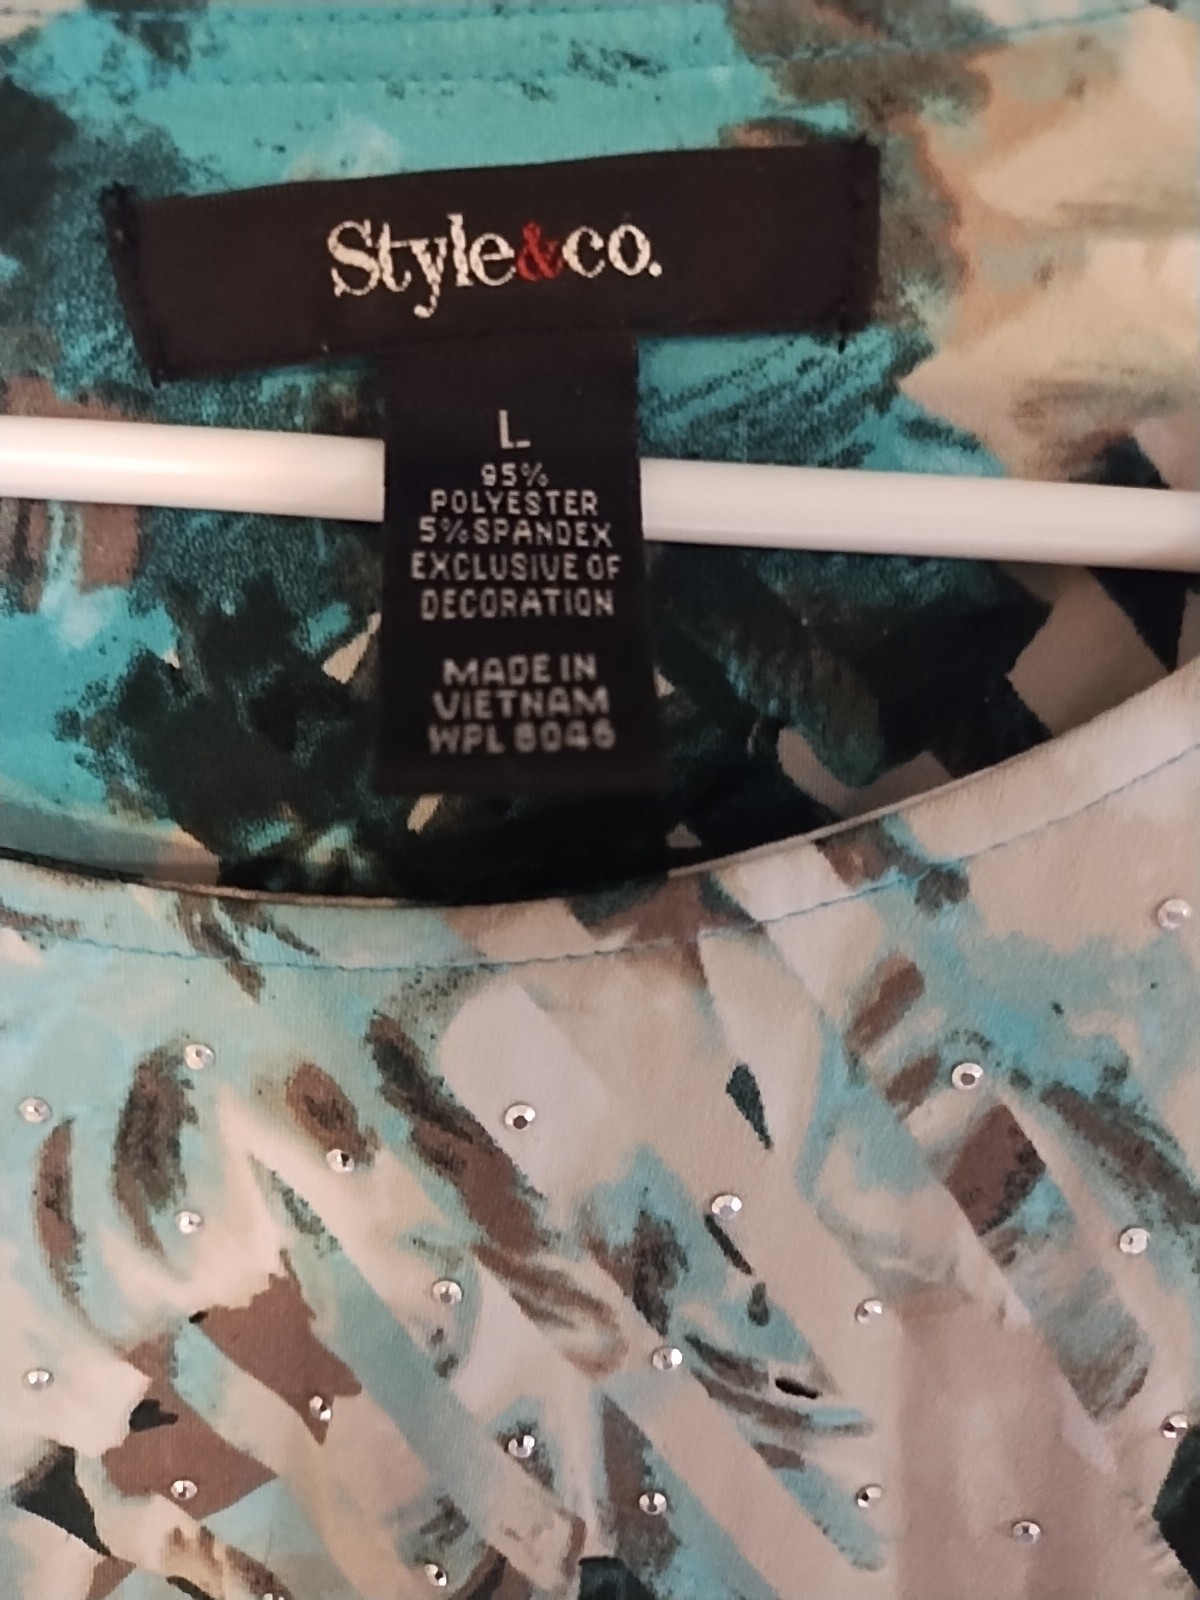 Style&co.
L
95%
POLYESTER
5% SPANDEX
EXCLUSIVE OF
DECORATION
MADE IN
VIETNAM
WPL 8046